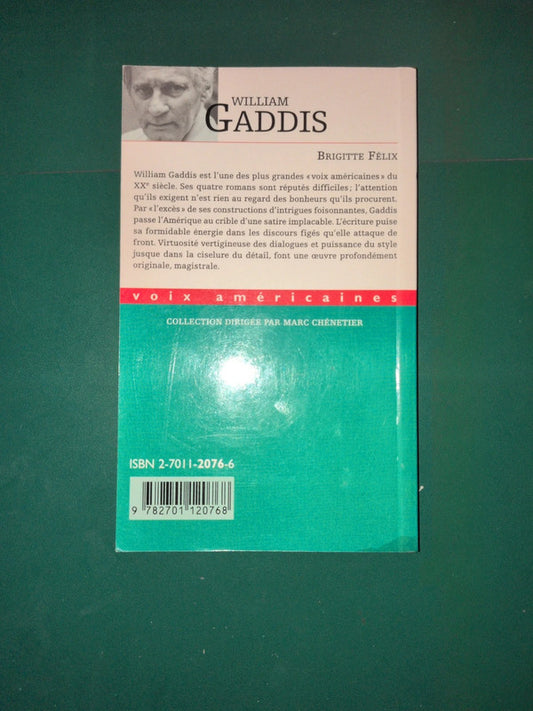 WILLIAM
GADDIS
BRIGITTE FÉLIX
William Gaddis est l'une des plus grandes «voix américaines» du
XXe siècle. Ses quatre romans sont réputés difficiles; l'attention
qu'ils exigent n'est rien au regard des bonheurs qu'ils procurent.
Par «l'excès» de ses constructions d'intrigues foisonnantes, Gaddis
passe l'Amérique au crible d'une satire implacable. L'écriture puise
sa formidable énergie dans les discours figés qu'elle attaque de
front. Virtuosité vertigineuse des dialogues et puissance du style
jusque dans la ciselure du détail, font une œuvre profondément
originale, magistrale.
voix américaines
COLLECTION DIRIGÉE PAR MARC CHÉNETIER
ISBN 2-7011-2076-6
9 782701 120768